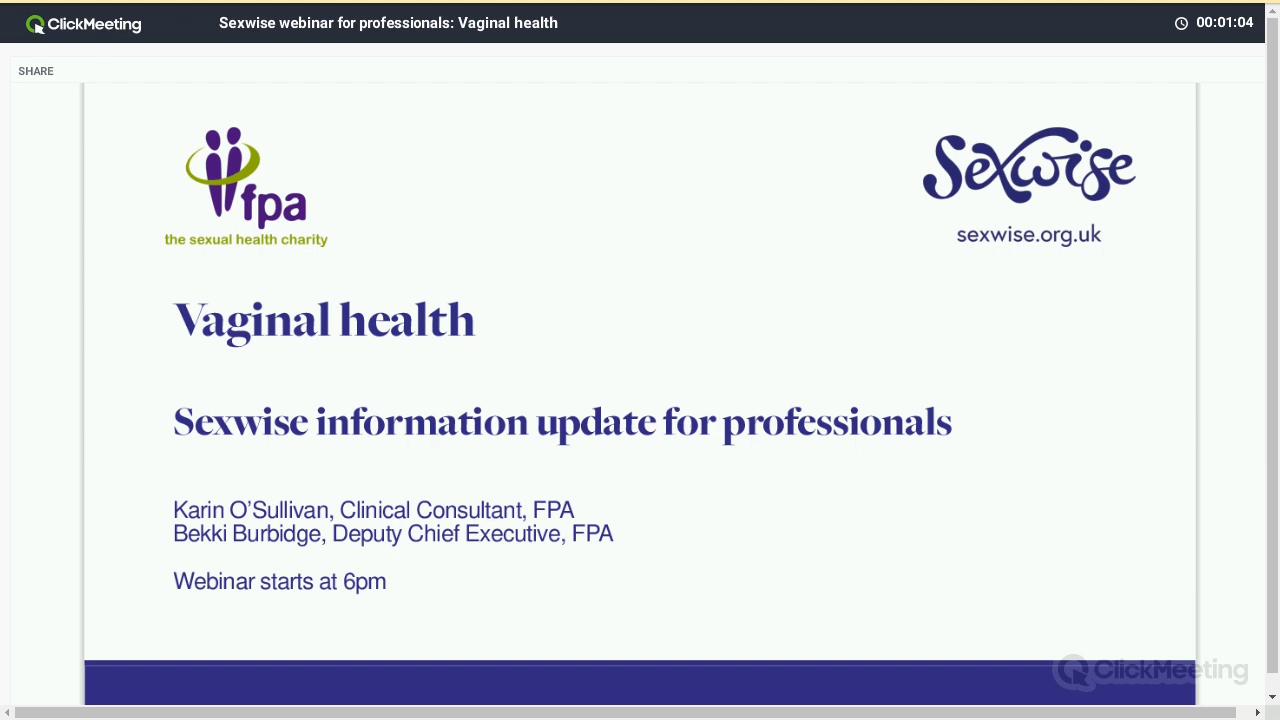 ClickMeeting
Sexwise webinar for professionals: Vaginal health
00:01:04
SHARE
fpa
the sexual health charity
Sexwise
sexwise.org.uk
Vaginal health
Sexwise information update for professionals
Karin O’Sullivan, Clinical Consultant, FPA
Bekki Burbidge, Deputy Chief Executive, FPA
Webinar starts at 6pm
ClickMeeting